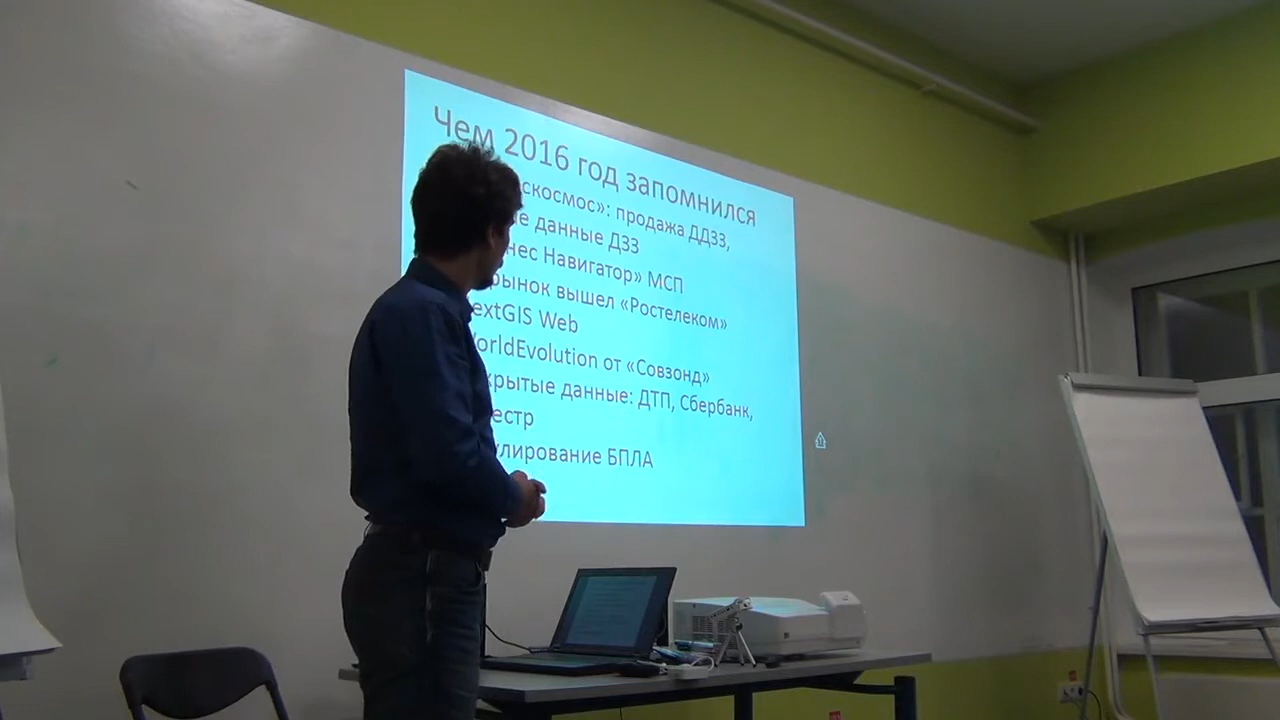 Чем 2016 год запомнился
скосмос»: продажа ДДЗЗ,
е данные ДЗЗ
нес Навигатор» МСП
рынок вышел «Ростелеком»
extGIS Web
orldEvolution от «Совзонд»
крытые данные: ДТП, Сбербанк,
естр
улирование БПЛА